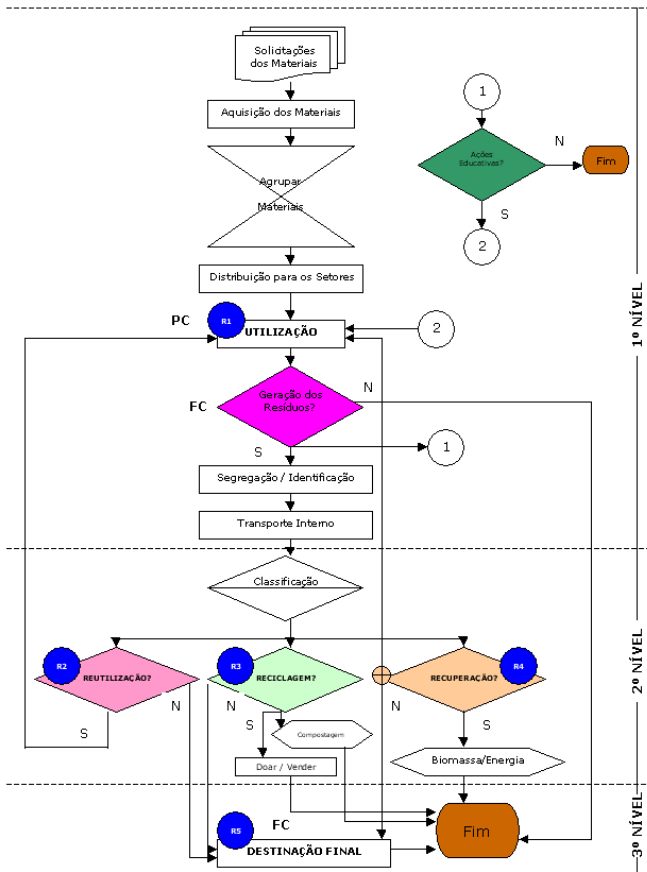 Solicitações
dos Materiais
Aquisição dos Materiais
Agrupar
Materiais
Distribuição para os Setores
R1
PC
UTILIZAÇÃO
2
Geração dos
Resíduos?
FC
N
S
1
Segregação / Identificação
Transporte Interno
1
Ações
Educativas?
N
Fim
S
2
1º NÍVEL
Classificação
R2
REUTILIZAÇÃO?
S
N
R3
RECICLAGEM?
N
S
Compostagem
Doar / Vender
R4
RECUPERAÇÃO?
N
S
Biomassa/Energia
2º NÍVEL
R5
FC
DESTINAÇÃO FINAL
Fim
3º NÍVEL